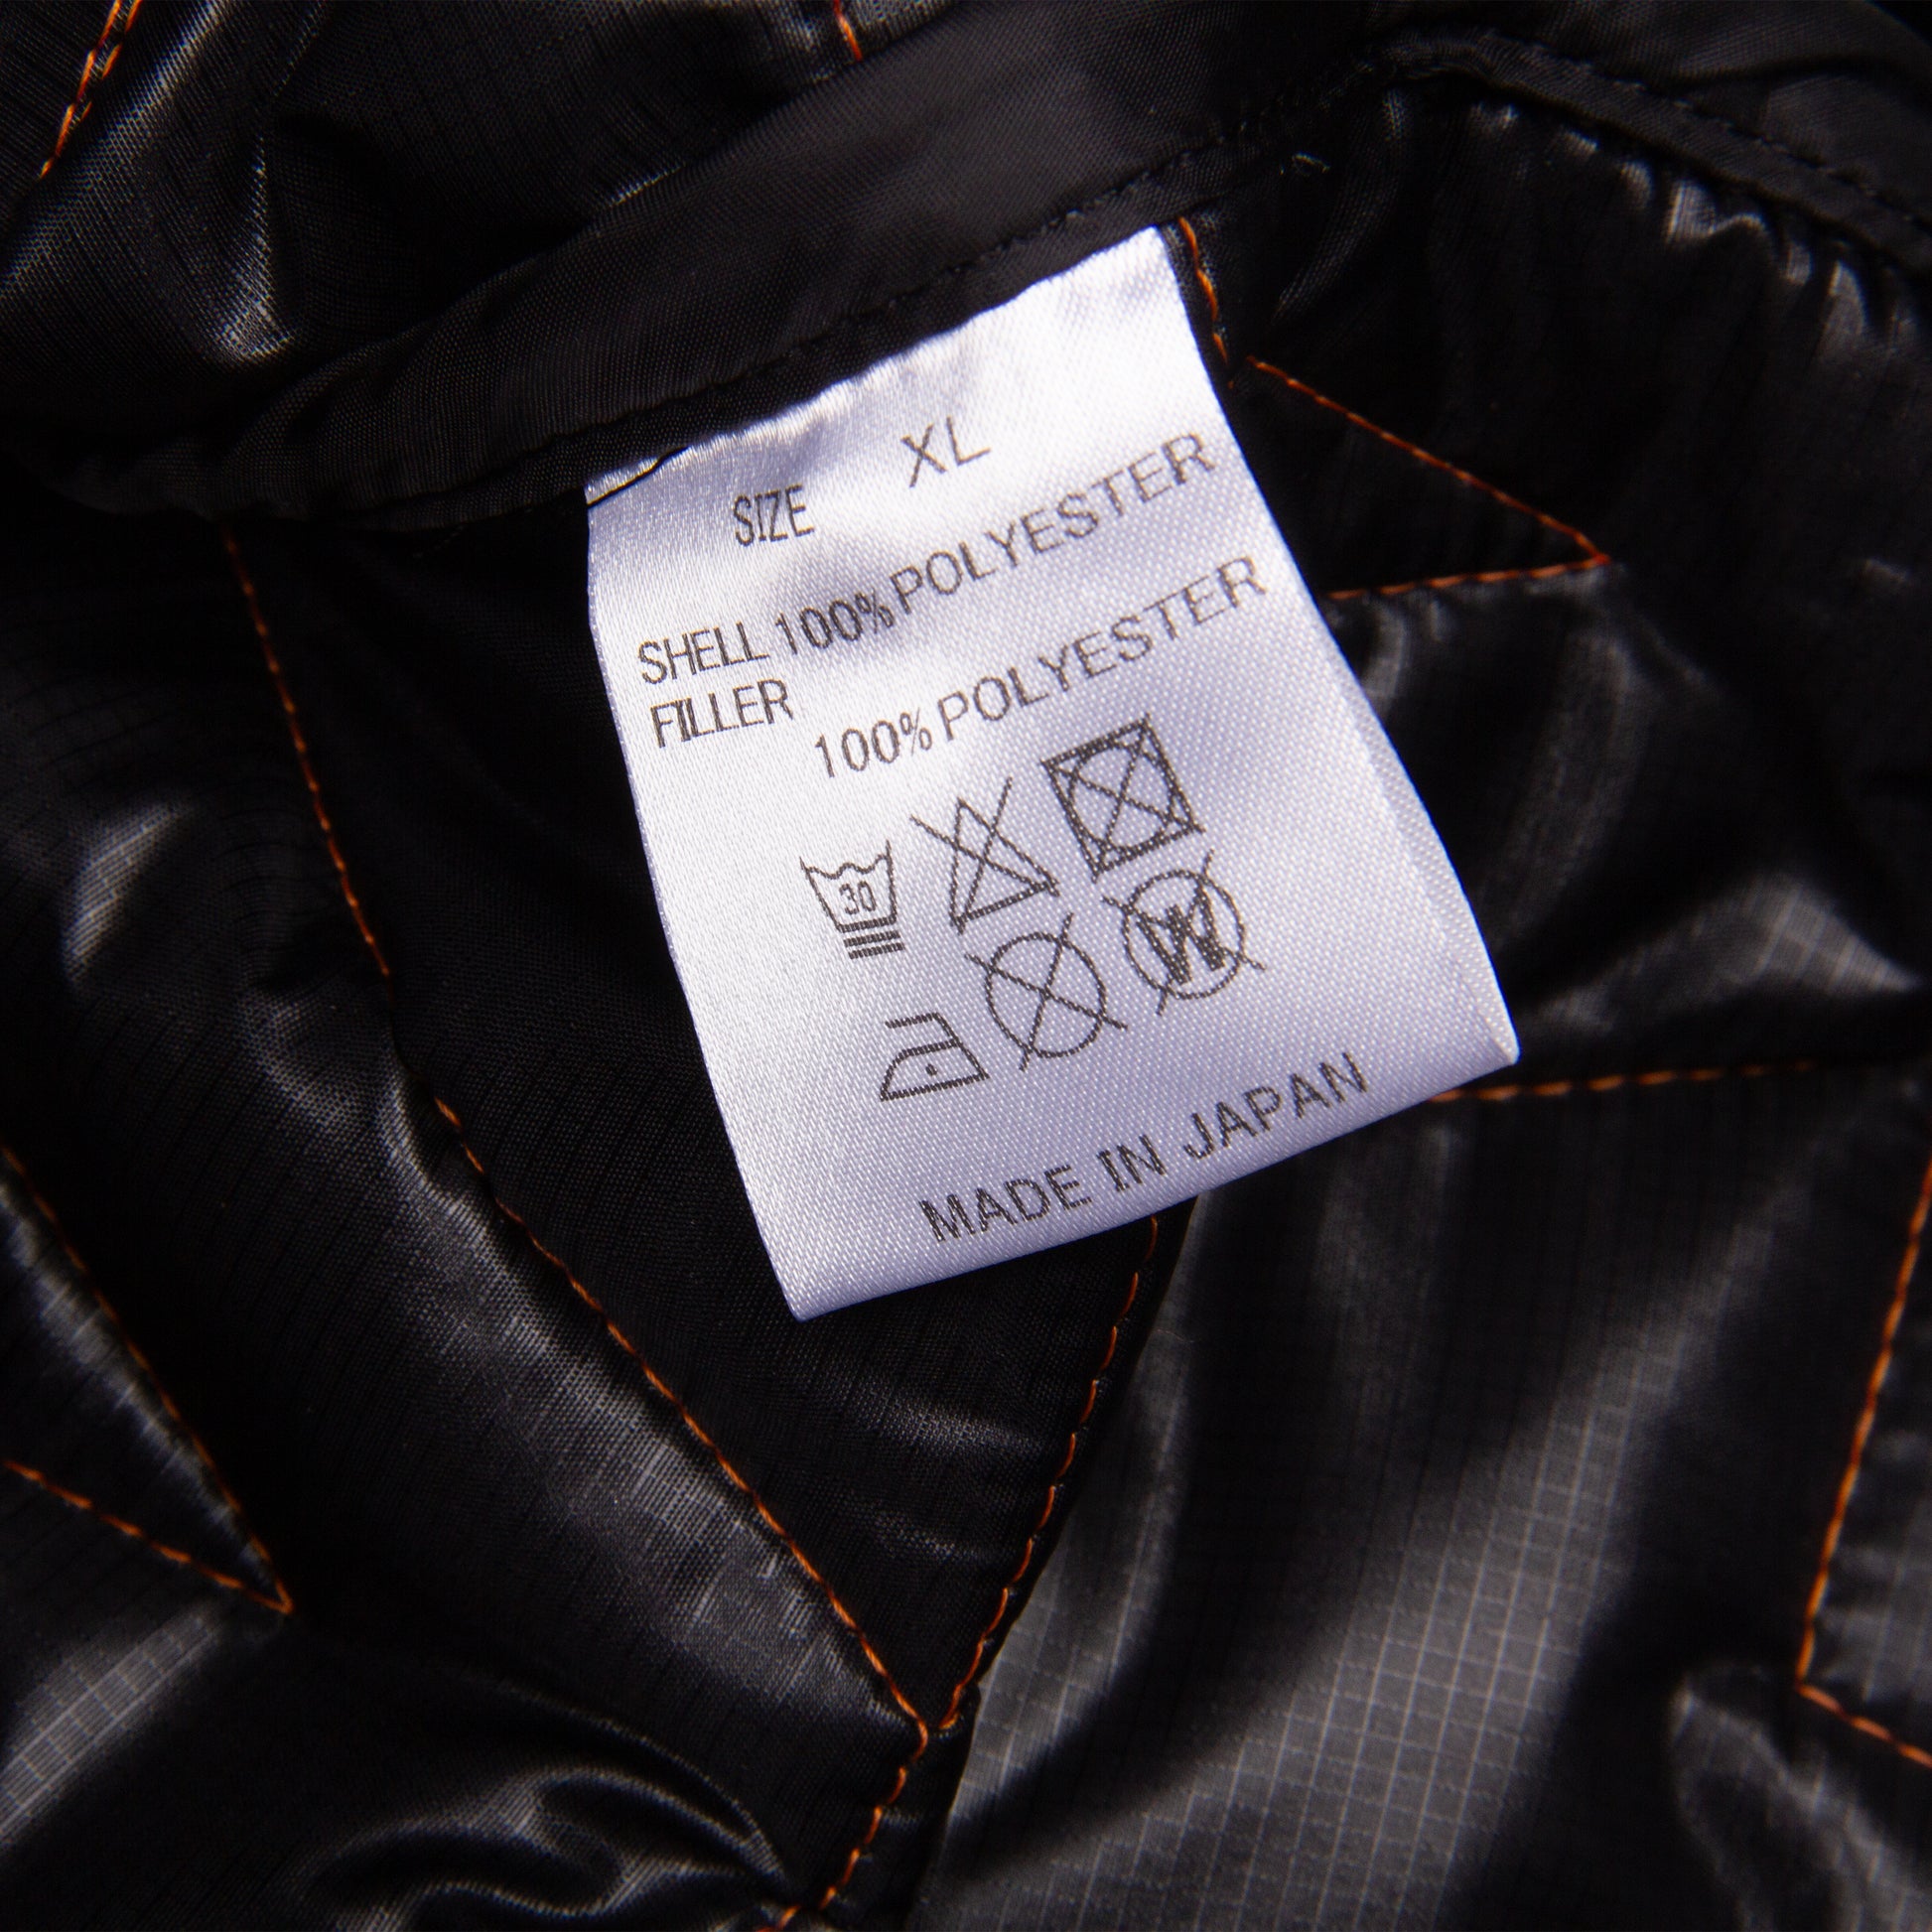 SIZE XL
SHELL 100% POLYESTER
FILLER 100% POLYESTER
30
W
MADE IN JAPAN